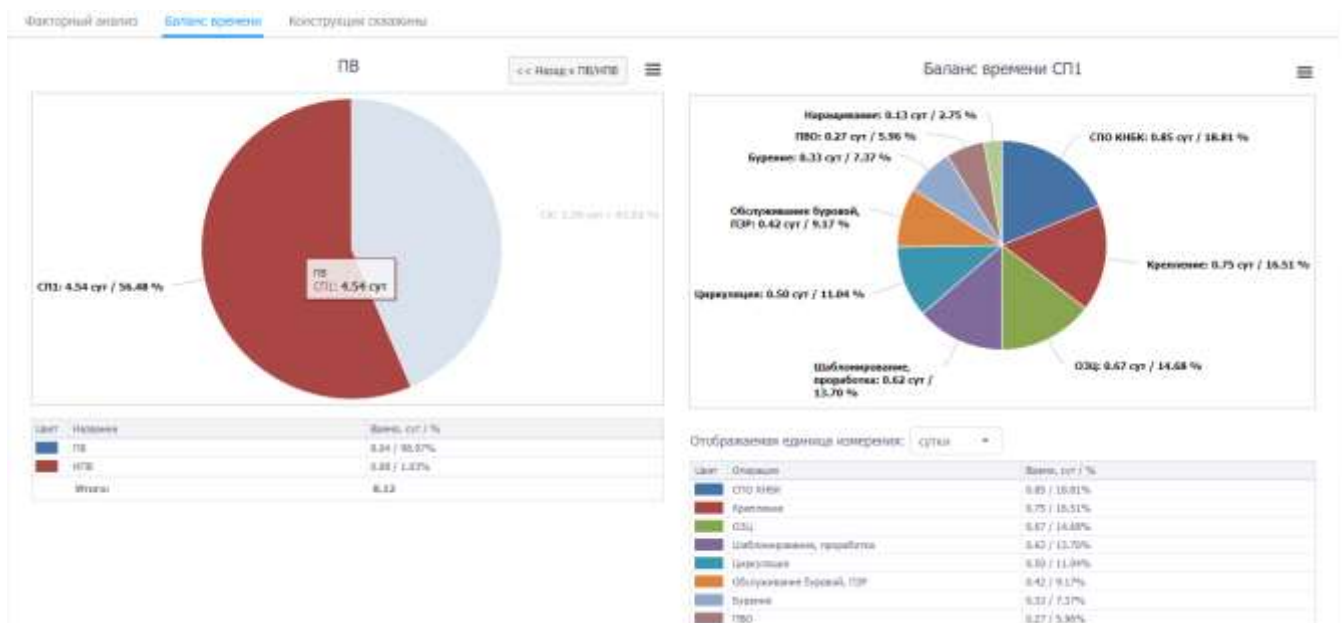 Факторный анализ Баланс времени Конструкция скважины
ПВ
<< Назад к ПВ/НПВ
СП1: 4.54 сут / 56.48 %
ПВ
СП1: 4.54 сут
Цвет Название Время, сут / %
ПВ
НПВ
Итого: 8.12
Баланс времени СП1
Наращивание: 0.13 сут / 2.75 %
ПВО: 0.27 сут / 5.96 %
Бурение: 0.33 сут / 7.37 %
Обслуживание буровой,
ПЗР: 0.42 сут / 9.17 %
Циркуляция: 0.50 сут / 11.04 %
Шаблонирование,
проработка: 0.62 сут /
13.70 %
СПО КНБК: 0.85 сут / 18.81 %
Крепление: 0.75 сут / 16.51 %
ОЗЦ: 0.67 сут / 14.68 %
Отображаемая единица измерения: сутки
Цвет Операция Время, сут / %
СПО КНБК 0.85 / 18.81%
Крепление 0.75 / 16.51%
ОЗЦ 0.67 / 14.68%
Шаблонирование, проработка 0.62 / 13.70%
Циркуляция 0.50 / 11.04%
Обслуживание буровой, ПЗР 0.42 / 9.17%
Бурение 0.33 / 7.37%
ПВО 0.27 / 5.96%